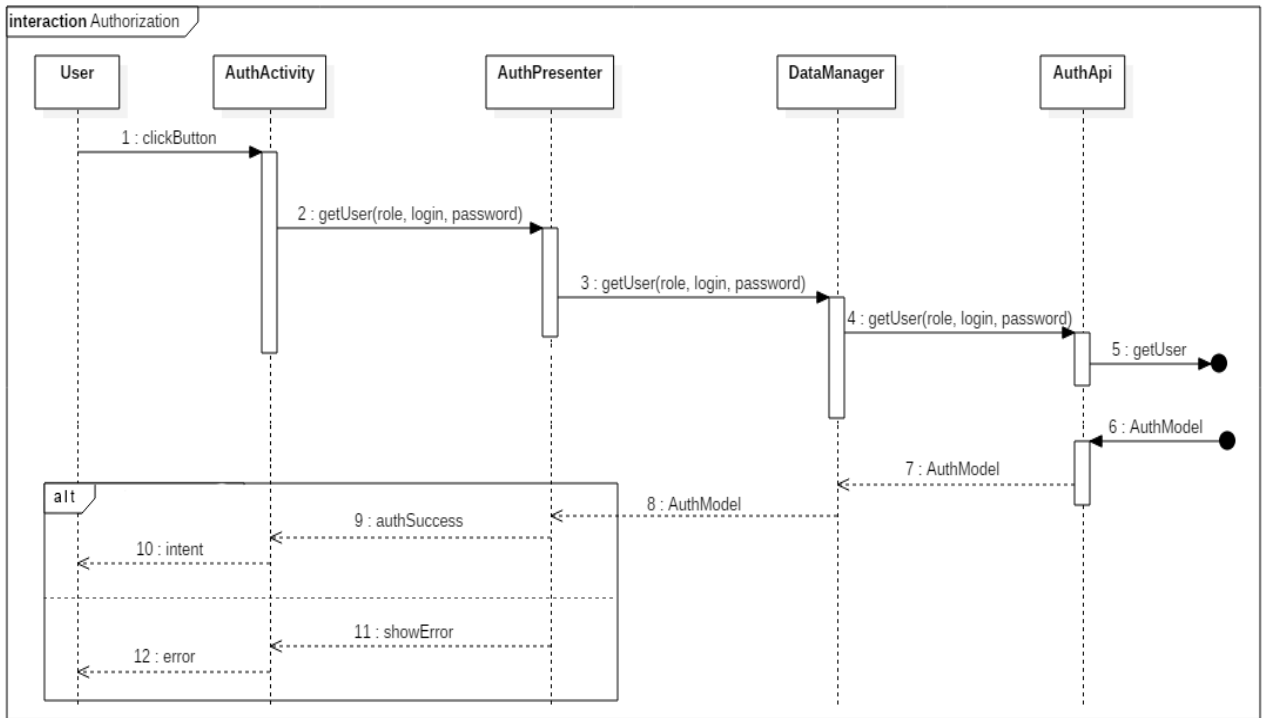 interaction Authorization
User
AuthActivity
AuthPresenter
DataManager
AuthApi
1 : clickButton
2 : getUser(role, login, password)
3 : getUser(role, login, password)
4 : getUser(role, login, password)
5 : getUser
6 : AuthModel
7 : AuthModel
alt
8 : AuthModel
9 : authSuccess
10 : intent
11 : showError
12 : error